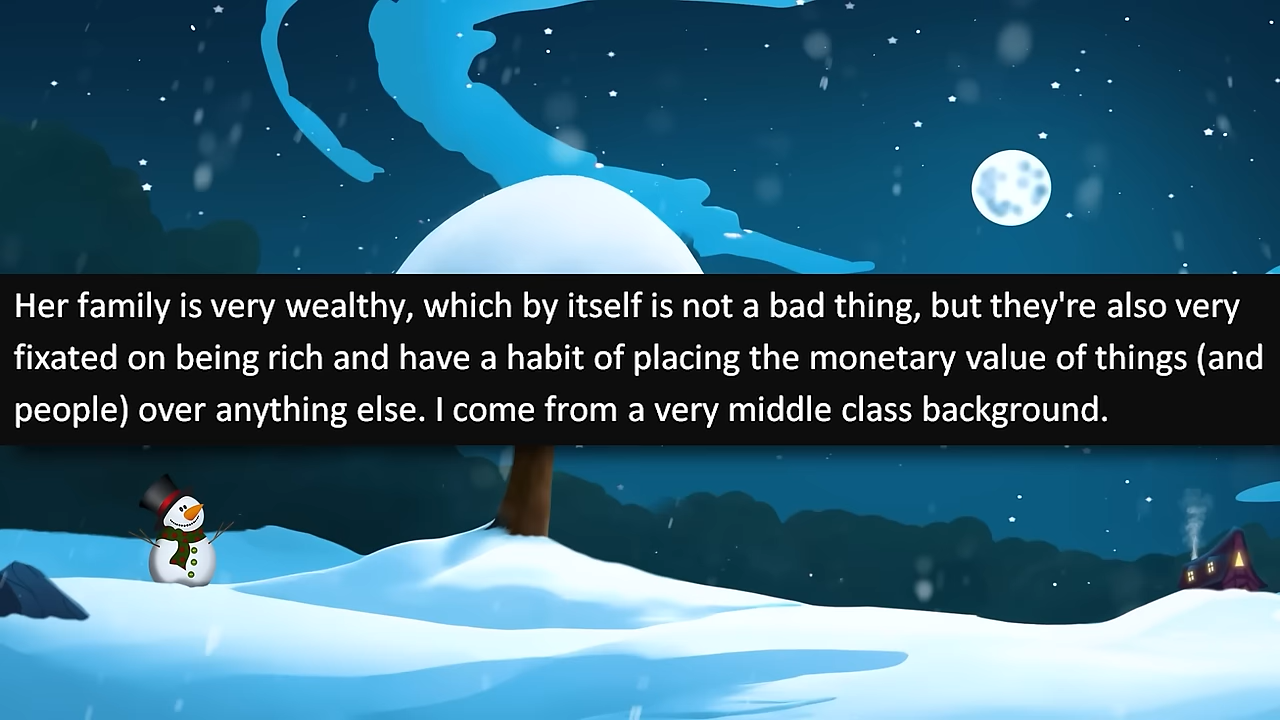 Her family is very wealthy, which by itself is not a bad thing, but they're also very
fixated on being rich and have a habit of placing the monetary value of things (and
people) over anything else. I come from a very middle class background.